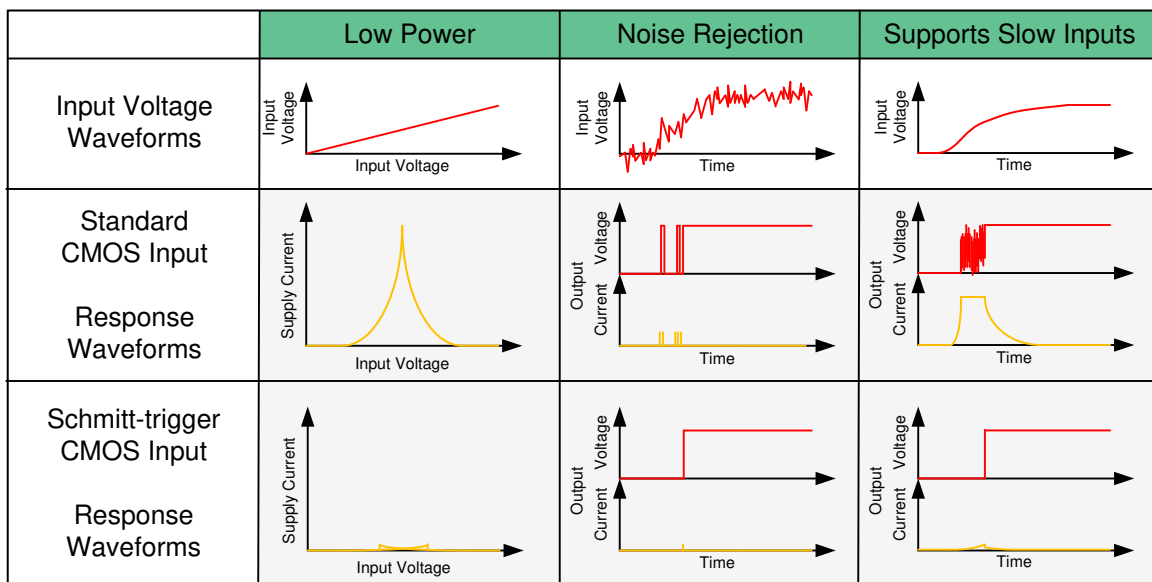 Low Power
Noise Rejection
Supports Slow Inputs
Input Voltage
Waveforms
Input
Voltage
Input Voltage
Input
Voltage
Time
Input
Voltage
Time
Standard
CMOS Input
Response
Waveforms
Supply Current
Input Voltage
Output
Voltage
Current
Time
Output
Voltage
Current
Time
Schmitt-trigger
CMOS Input
Response
Waveforms
Supply Current
Input Voltage
Output
Voltage
Current
Time
Output
Voltage
Current
Time